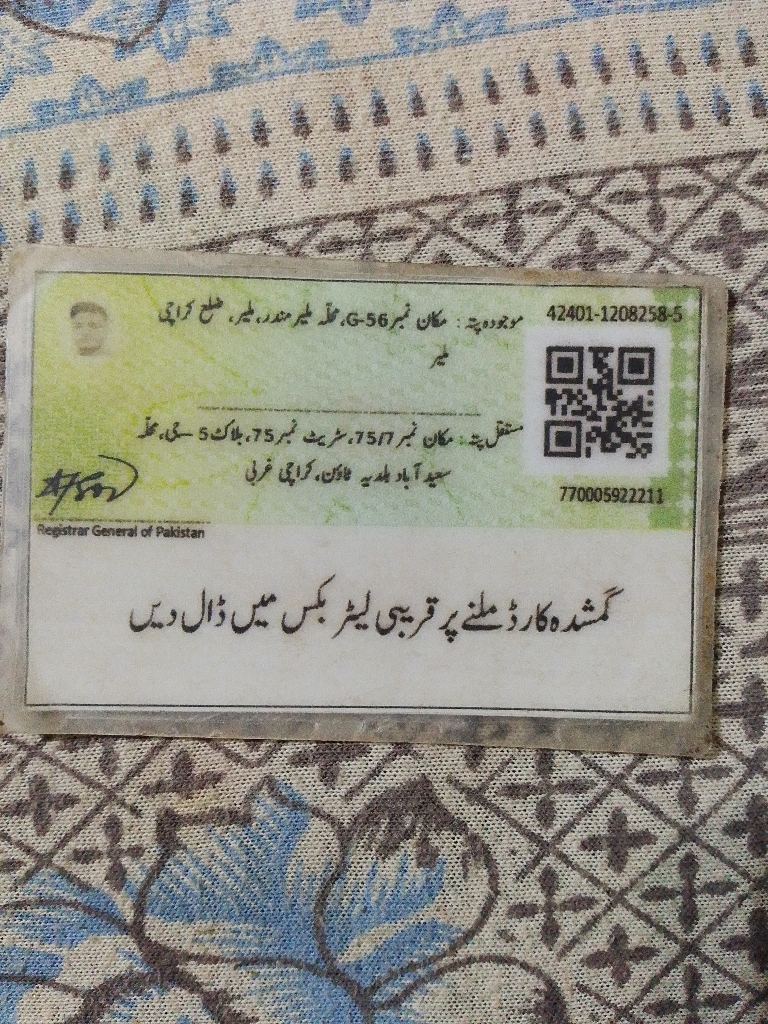 42401-1208258-5
موجودہ پتہ: مکان نمبر G-56، محلہ ملیر مندر، ملیر، ضلع کراچی
ملیر
مستقل پتہ: مکان نمبر 75/7، سٹریٹ نمبر 75، بلاک 5 ـ جی، محلہ
سعید آباد بلدیہ ٹاؤن، کراچی غربی
770005922211
Registrar General of Pakistan
گمشدہ کارڈ ملنے پر قریبی لیٹر بکس میں ڈال دیں